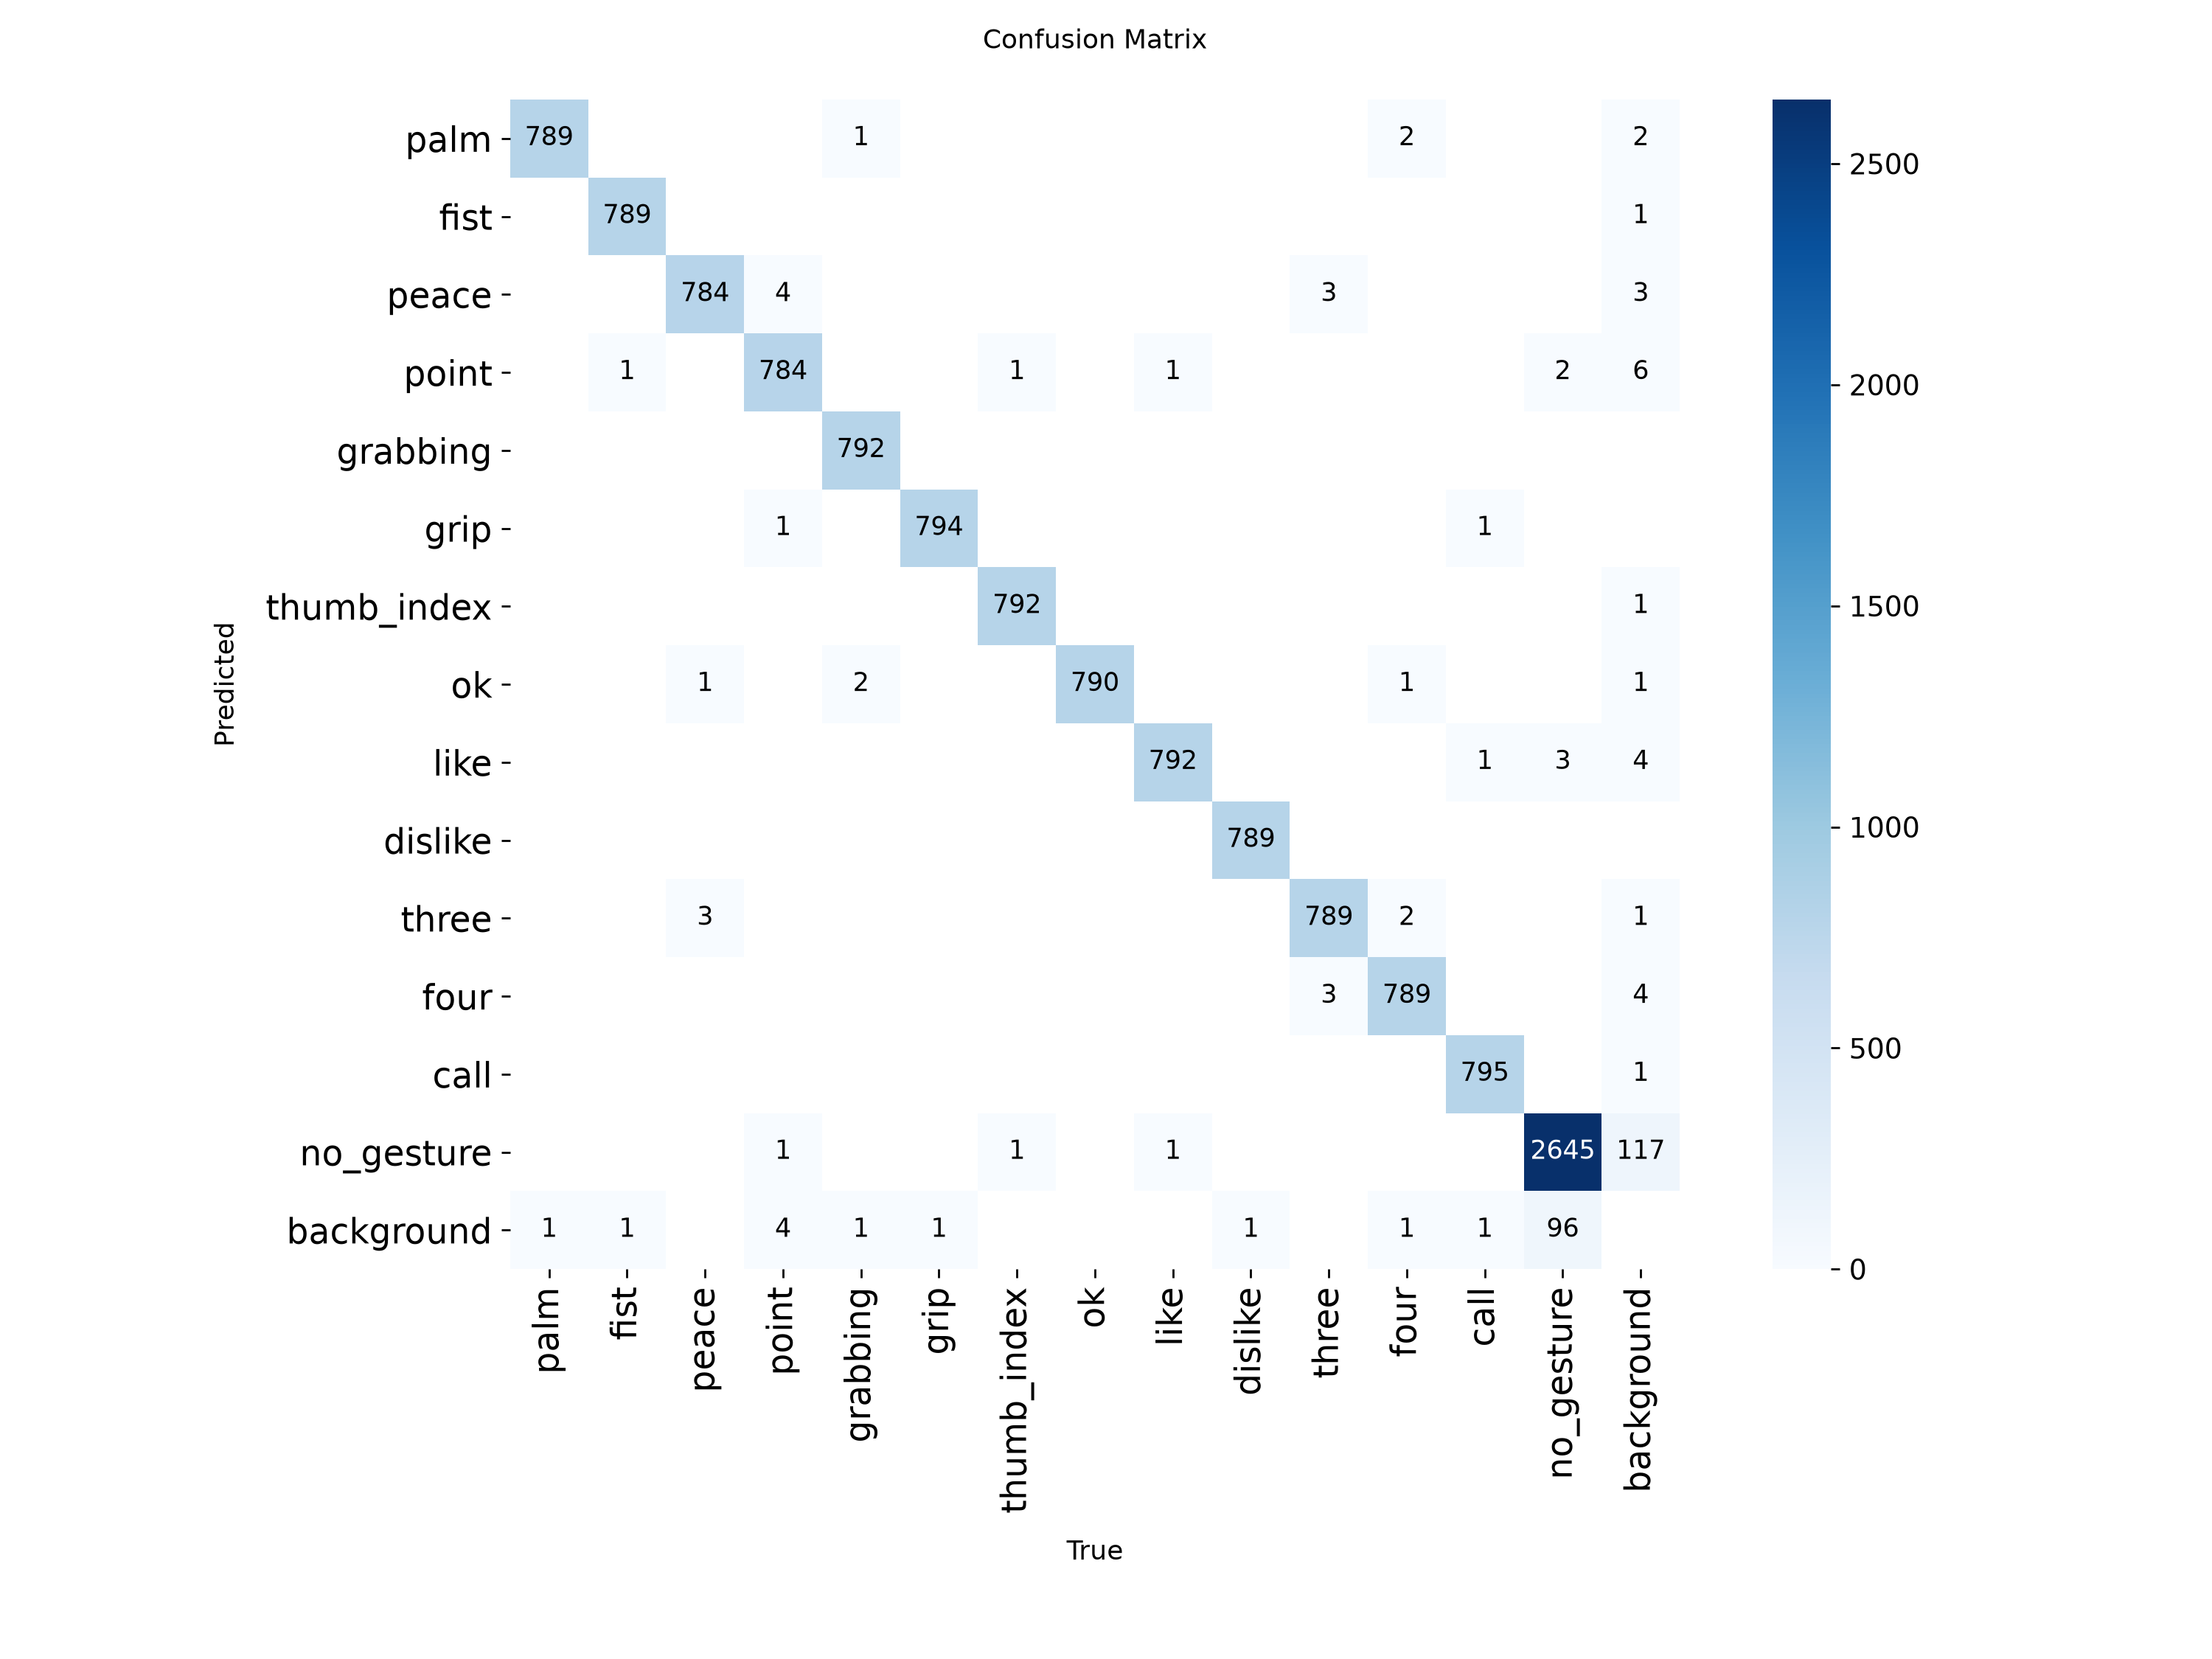 Confusion Matrix
palm 789 1 2 2
fist 789 1
peace 784 4 3 3
point 1 784 1 1 2 6
grabbing 792
grip 1 794 1
thumb_index 792 1
ok 1 2 790 1 1
like 792 1 3 4
dislike 789
three 3 789 2 1
four 3 789 4
call 795 1
no_gesture 1 1 1 2645 117
background 1 1 4 1 1 1 1 1 96
palm fist peace point grabbing grip thumb_index ok like dislike three four call no_gesture background
True
Predicted
2500
2000
1500
1000
500
0